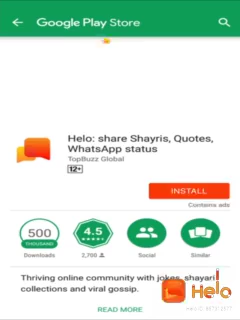 Google Play Store
Helo: share Shayris, Quotes,
WhatsApp status
TopBuzz Global
12+
INSTALL
Contains ads
500
THOUSAND
Downloads
4.5
2,700
Social
Similar
Thriving online community with jokes, shayari
collections and viral gossip.
READ MORE
Helo